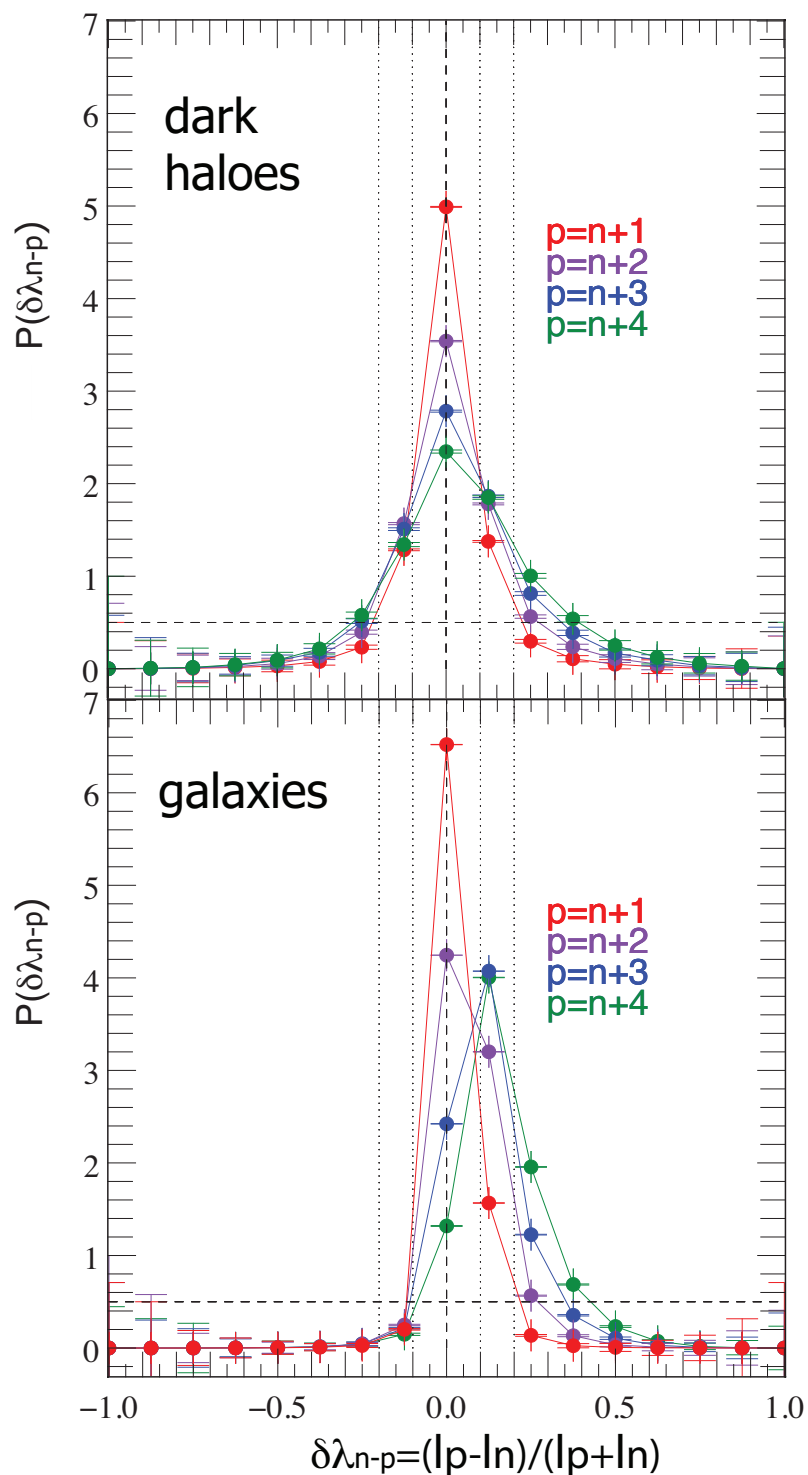 7
6
5
4
3
2
1
0
P(δλn-p)
dark
haloes
p=n+1
p=n+2
p=n+3
p=n+4
7
6
5
4
3
2
1
0
P(δλn-p)
galaxies
p=n+1
p=n+2
p=n+3
p=n+4
−1.0 −0.5 0.0 0.5 1.0
δλn-p=(lp-ln)/(lp+ln)